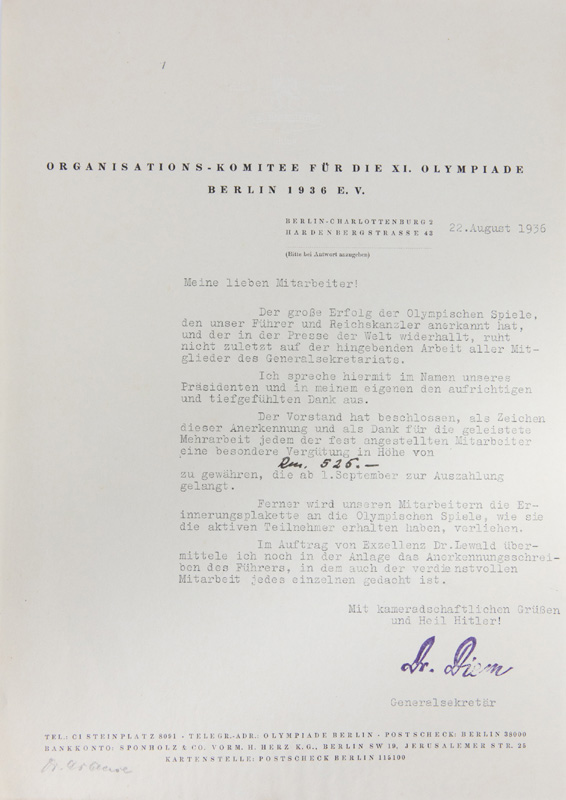 ORGANISATIONS-KOMITEE FÜR DIE XI. OLYMPIADE
BERLIN 1936 E. V.
BERLIN-CHARLOTTENBURG 2
HARDENBERGSTRASSE 43
22.August 1936
(Bitte bei Antwort anzugeben)
Meine lieben Mitarbeiter!
Der große Erfolg der Olympischen Spiele,
den unser Führer und Reichskanzler anerkannt hat,
und der in der Presse der Welt widerhallt, ruht
nicht zuletzt auf der hingebenden Arbeit aller Mit-
glieder des Generalsekretariats.
Ich spreche hiermit im Namen unseres
Präsidenten und in meinem eigenen den aufrichtigen
und tiefgefühlten Dank aus.
Der Vorstand hat beschlossen, als Zeichen
dieser Anerkennung und als Dank für die geleistete
Mehrarbeit jedem der fest angestellten Mitarbeiter
eine besondere Vergütung in Höhe von
Rm. 525.—
zu gewähren, die ab 1.September zur Auszahlung
gelangt.
Ferner wird unseren Mitarbeitern die Er-
innerungsplakette an die Olympischen Spiele, wie sie
die aktiven Teilnehmer erhalten haben, verliehen.
Im Auftrag von Exzellenz Dr.Lewald über-
mittele ich noch in der Anlage das Anerkennungsschrei-
ben des Führers, in dem auch der verdienstvollen
Mitarbeit jedes einzelnen gedacht ist.
Mit kameradschaftlichen Grüßen
und Heil Hitler!
Dr. Diem
Generalsekretär
TEL.: C1 STEINPLATZ 8091 · TELEGR.-ADR.: OLYMPIADE BERLIN · POSTSCHECK: BERLIN 38000
BANKKONTO: SPONHOLZ & CO. VORM. H. HERZ K.G., BERLIN SW 19, JERUSALEMER STR. 25
KARTENSTELLE: POSTSCHECK BERLIN 115100